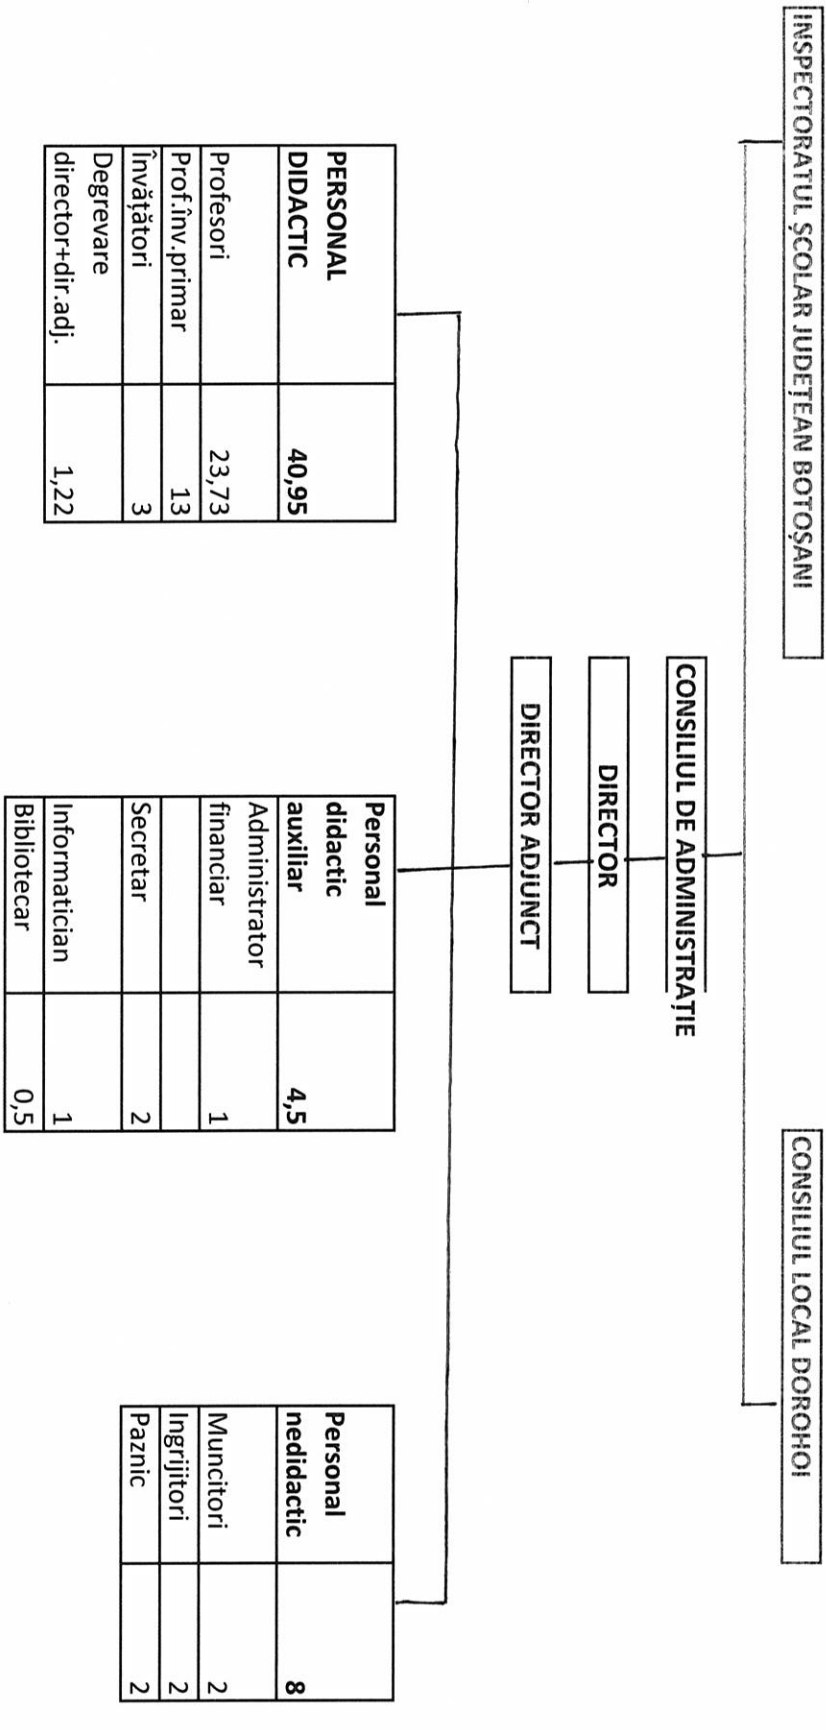 INSPECTORATUL ȘCOLAR JUDEȚEAN BOTOȘANI
CONSILIUL LOCAL DOROHOI
CONSILIUL DE ADMINISTRAȚIE
DIRECTOR
DIRECTOR ADJUNCT
PERSONAL
DIDACTIC 40,95
Profesori 23,73
Prof.înv.primar 13
Învățători 3
Degrevare
director+dir.adj. 1,22
Personal
didactic
auxiliar 4,5
Administrator
financiar 1
Secretar 2
Informatician 1
Bibliotecar 0,5
Personal
nedidactic 8
Muncitori 2
Ingrijitori 2
Paznic 2